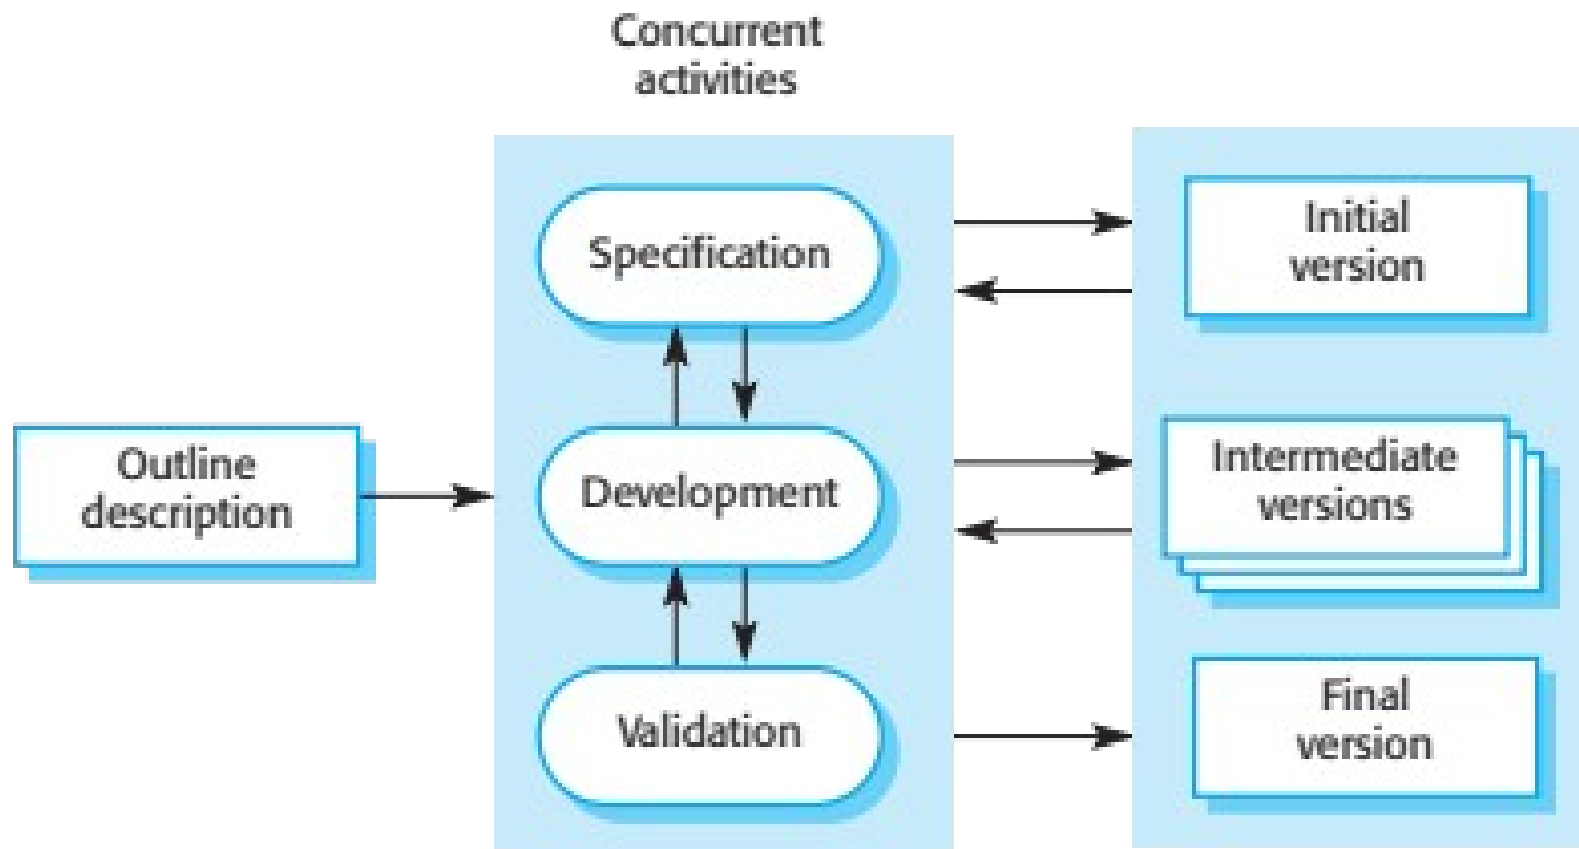 Concurrent
activities
Specification
Initial
version
Outline
description
Development
Intermediate
versions
Validation
Final
version